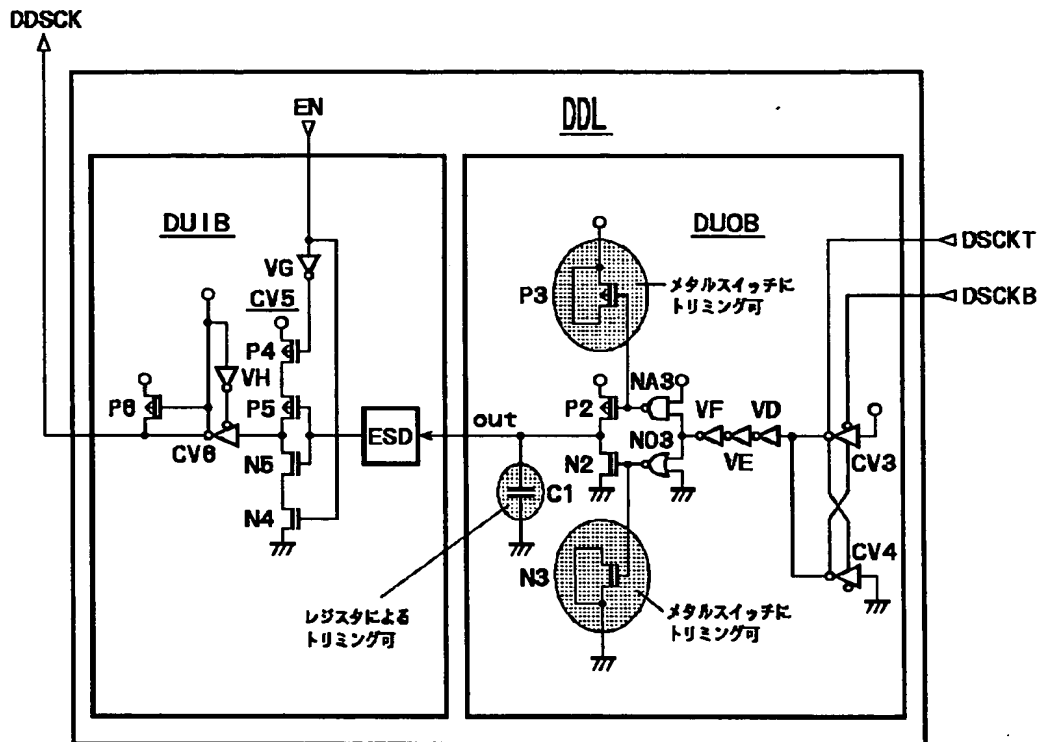 DDSCK
EN
DDL
DUIB
DUOB
DSCKT
DSCKB
VG
CV5
P3
メタルスイッチに
トリミング可
P4
VH
P6
P5
CV6
N5
N4
ESD
out
P2
NA3
VF
VD
NO3
VE
N2
C1
CV3
CV4
N3
レジスタによる
トリミング可
メタルスイッチに
トリミング可